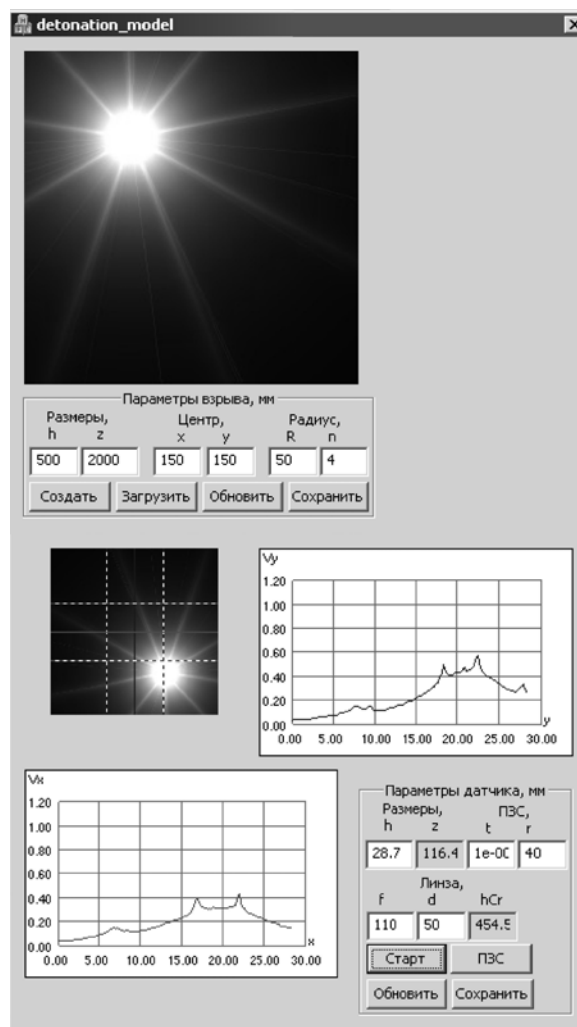 detonation_model
Параметры взрыва, мм
Размеры, Центр, Радиус,
h z x y R n
500 2000 150 150 50 4
Создать Загрузить Обновить Сохранить
Vy
1.20
1.00
0.80
0.60
0.40
0.20
0.00
y
0.00 5.00 10.00 15.00 20.00 25.00 30.00
Vx
1.20
1.00
0.80
0.60
0.40
0.20
0.00
x
0.00 5.00 10.00 15.00 20.00 25.00 30.00
Параметры датчика, мм
Размеры, ПЗС,
h z t r
28.7 116.4 1e-00 40
Линза,
f d hCr
110 50 454.5
Старт ПЗС
Обновить Сохранить